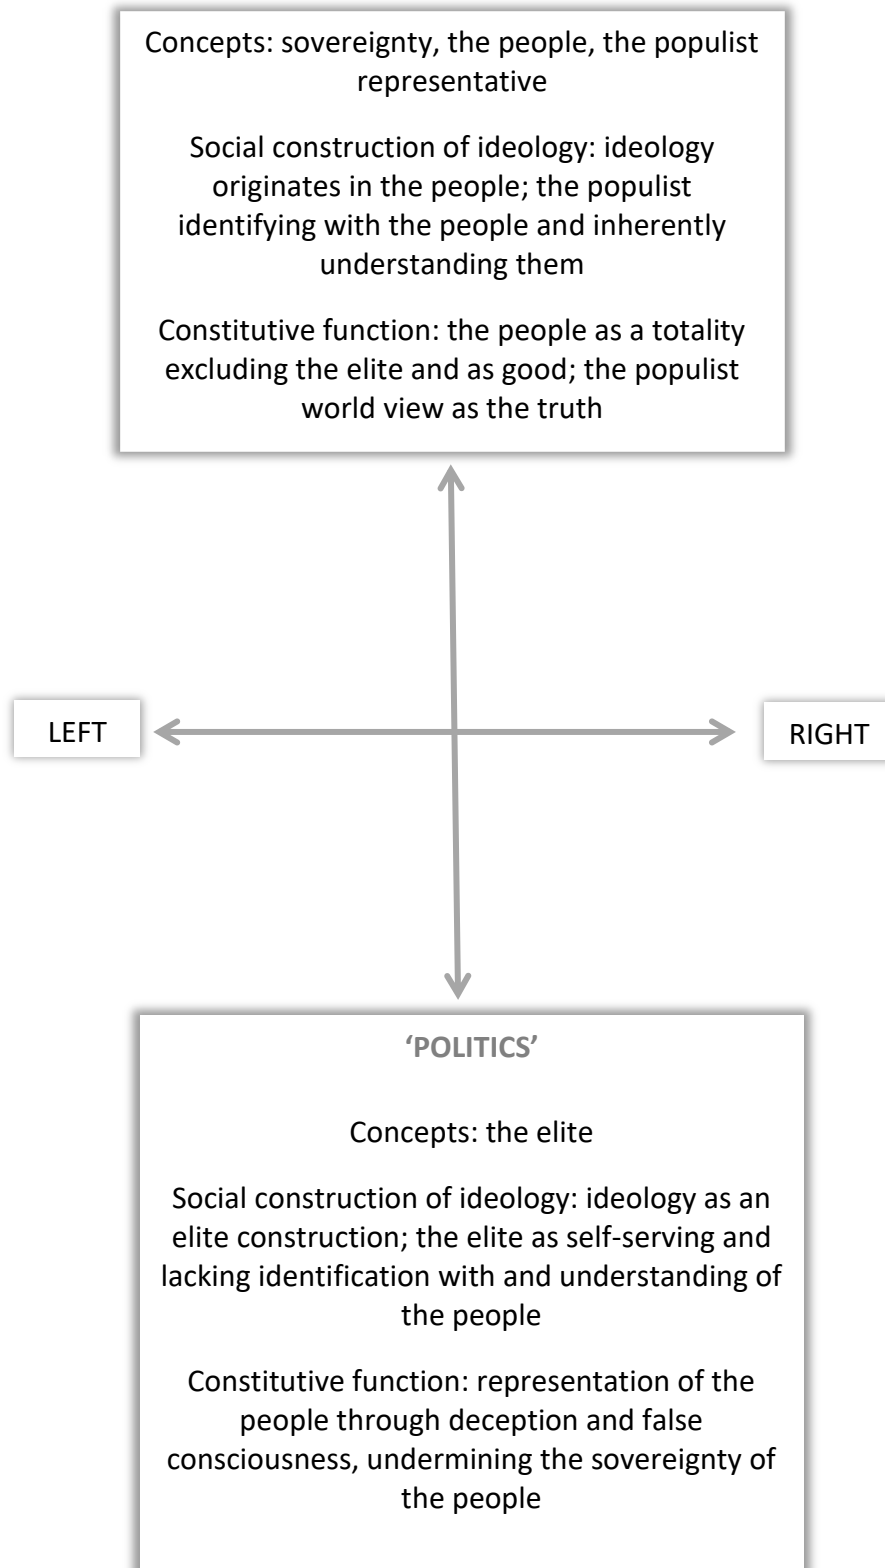 Concepts: sovereignty, the people, the populist
representative
Social construction of ideology: ideology
originates in the people; the populist
identifying with the people and inherently
understanding them
Constitutive function: the people as a totality
excluding the elite and as good; the populist
world view as the truth
LEFT
RIGHT
‘POLITICS’
Concepts: the elite
Social construction of ideology: ideology as an
elite construction; the elite as self-serving and
lacking identification with and understanding of
the people
Constitutive function: representation of the
people through deception and false
consciousness, undermining the sovereignty of
the people